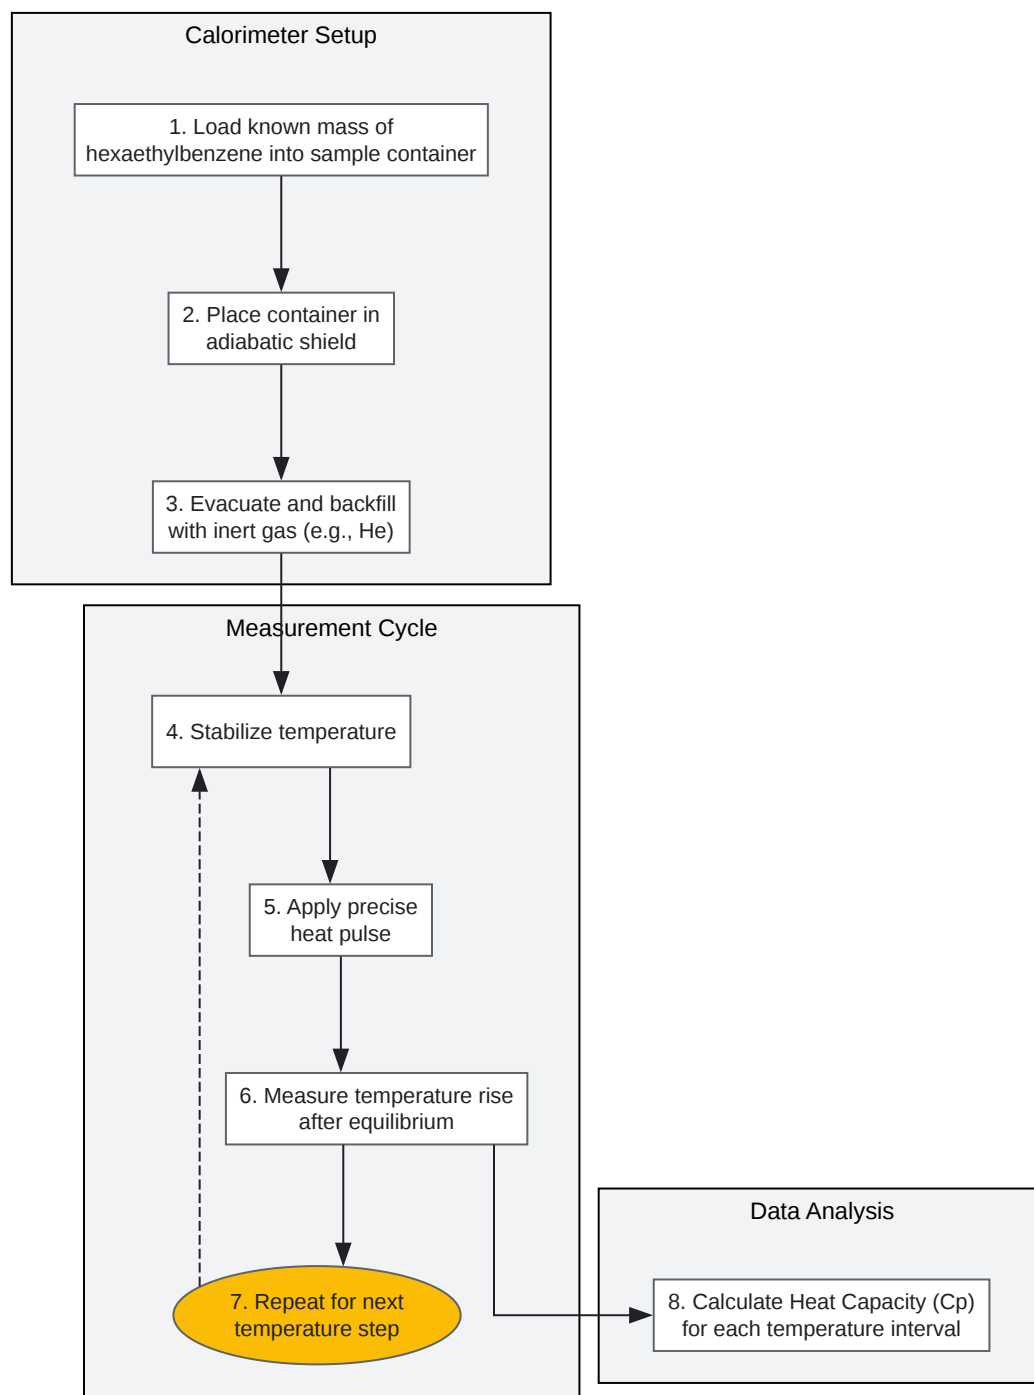 Calorimeter Setup
1. Load known mass of
hexaethylbenzene into sample container
2. Place container in
adiabatic shield
3. Evacuate and backfill
with inert gas (e.g., He)
Measurement Cycle
4. Stabilize temperature
5. Apply precise
heat pulse
6. Measure temperature rise
after equilibrium
7. Repeat for next
temperature step
Data Analysis
8. Calculate Heat Capacity (Cp)
for each temperature interval